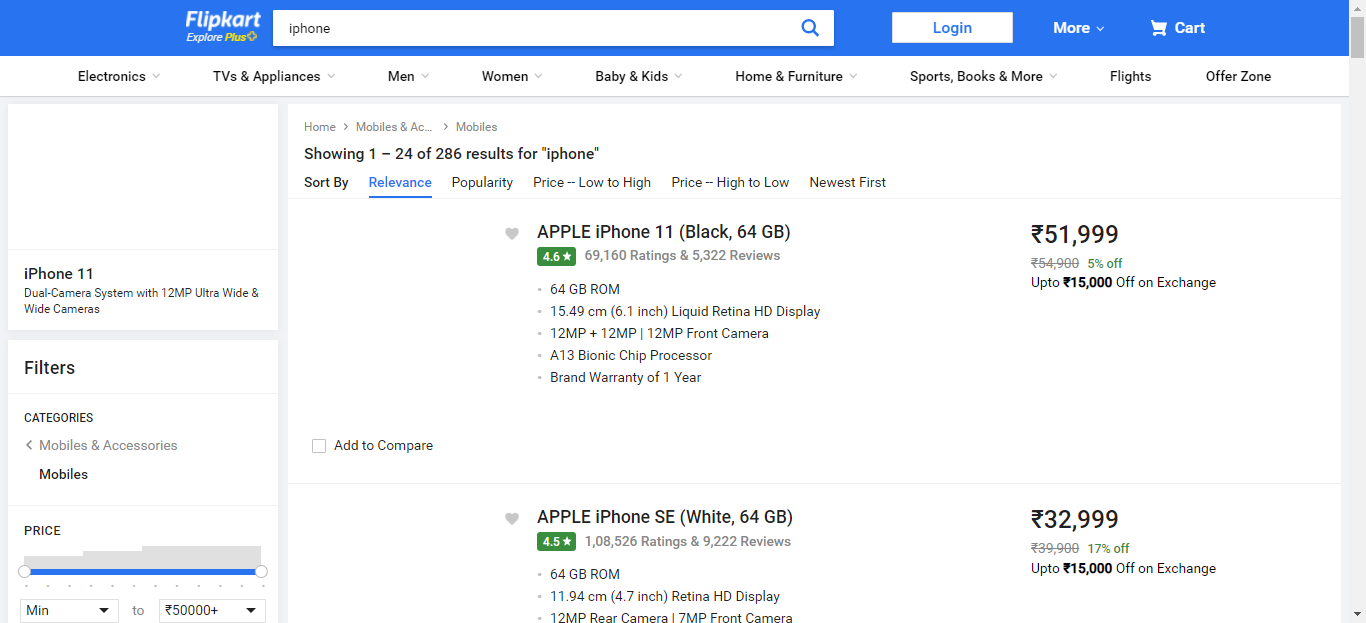 Flipkart
Explore Plus
iphone
Login
More
Cart
Electronics
TVs & Appliances
Men
Women
Baby & Kids
Home & Furniture
Sports, Books & More
Flights
Offer Zone
iPhone 11
Dual-Camera System with 12MP Ultra Wide &
Wide Cameras
Filters
CATEGORIES
Mobiles & Accessories
Mobiles
PRICE
Min
to
₹50000+
Home
Mobiles & Ac...
Mobiles
Showing 1 – 24 of 286 results for "iphone"
Sort By
Relevance
Popularity
Price -- Low to High
Price -- High to Low
Newest First
APPLE iPhone 11 (Black, 64 GB)
4.6 ★ 69,160 Ratings & 5,322 Reviews
64 GB ROM
15.49 cm (6.1 inch) Liquid Retina HD Display
12MP + 12MP | 12MP Front Camera
A13 Bionic Chip Processor
Brand Warranty of 1 Year
₹51,999
₹54,900 5% off
Upto ₹15,000 Off on Exchange
Add to Compare
APPLE iPhone SE (White, 64 GB)
4.5 ★ 1,08,526 Ratings & 9,222 Reviews
64 GB ROM
11.94 cm (4.7 inch) Retina HD Display
12MP Rear Camera | 7MP Front Camera
₹32,999
₹39,900 17% off
Upto ₹15,000 Off on Exchange